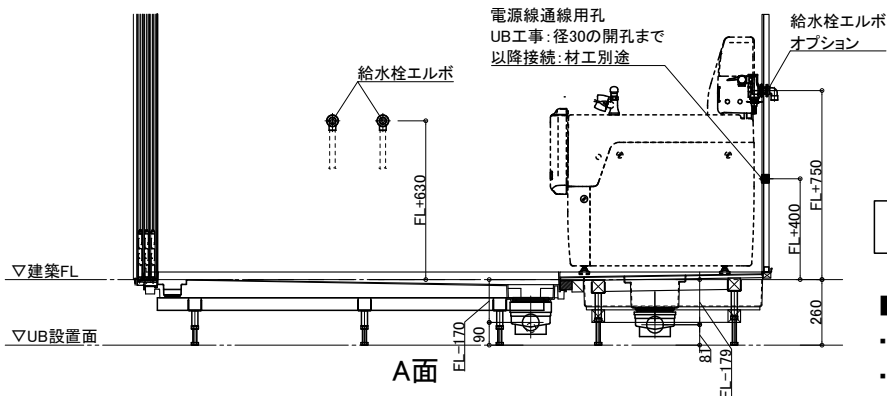 電源線通線用孔
UB工事:径30の開孔まで
以降接続:材工別途
給水栓エルボ
オプション
給水栓エルボ
FL+630
FL+750
FL+400
▽建築FL
260
▽UB設置面
FL-170
90
81
FL-179
A面